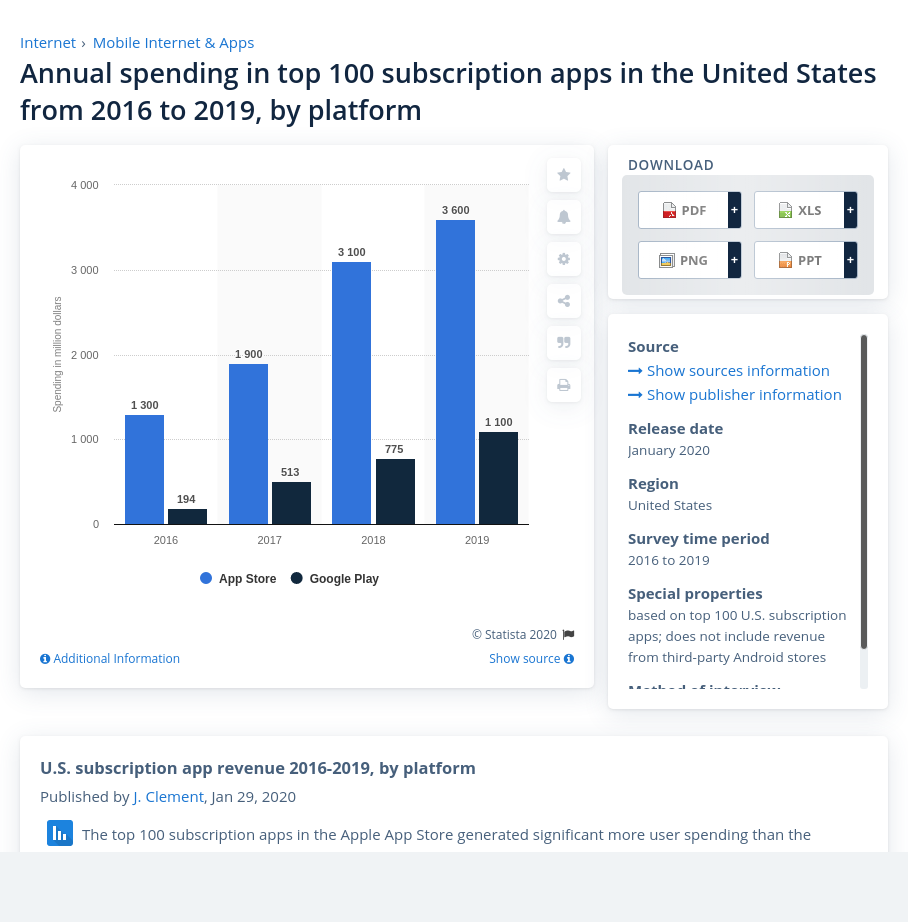 Internet › Mobile Internet & Apps
Annual spending in top 100 subscription apps in the United States
from 2016 to 2019, by platform
4 000
3 000
2 000
1 000
0
Spending in million dollars
1 300
194
1 900
513
3 100
775
3 600
1 100
2016
2017
2018
2019
App Store
Google Play
© Statista 2020
Additional Information
Show source
DOWNLOAD
PDF +
XLS +
PNG +
PPT +
Source
Show sources information
Show publisher information
Release date
January 2020
Region
United States
Survey time period
2016 to 2019
Special properties
based on top 100 U.S. subscription
apps; does not include revenue
from third-party Android stores
Method of interview
U.S. subscription app revenue 2016-2019, by platform
Published by J. Clement, Jan 29, 2020
The top 100 subscription apps in the Apple App Store generated significant more user spending than the